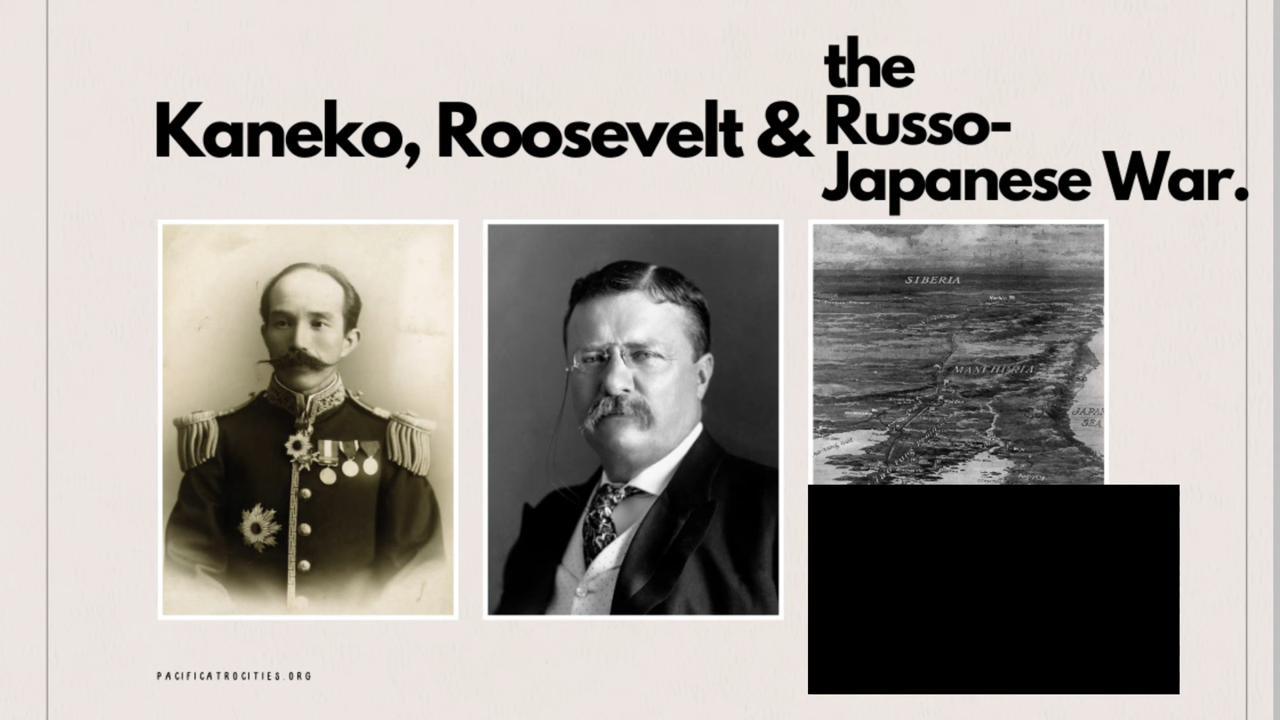 Kaneko, Roosevelt &
the
Russo-
Japanese War.
SIBERIA
MANCHURIA
JAPAN
SEA
PACIFICATROCITIES.ORG